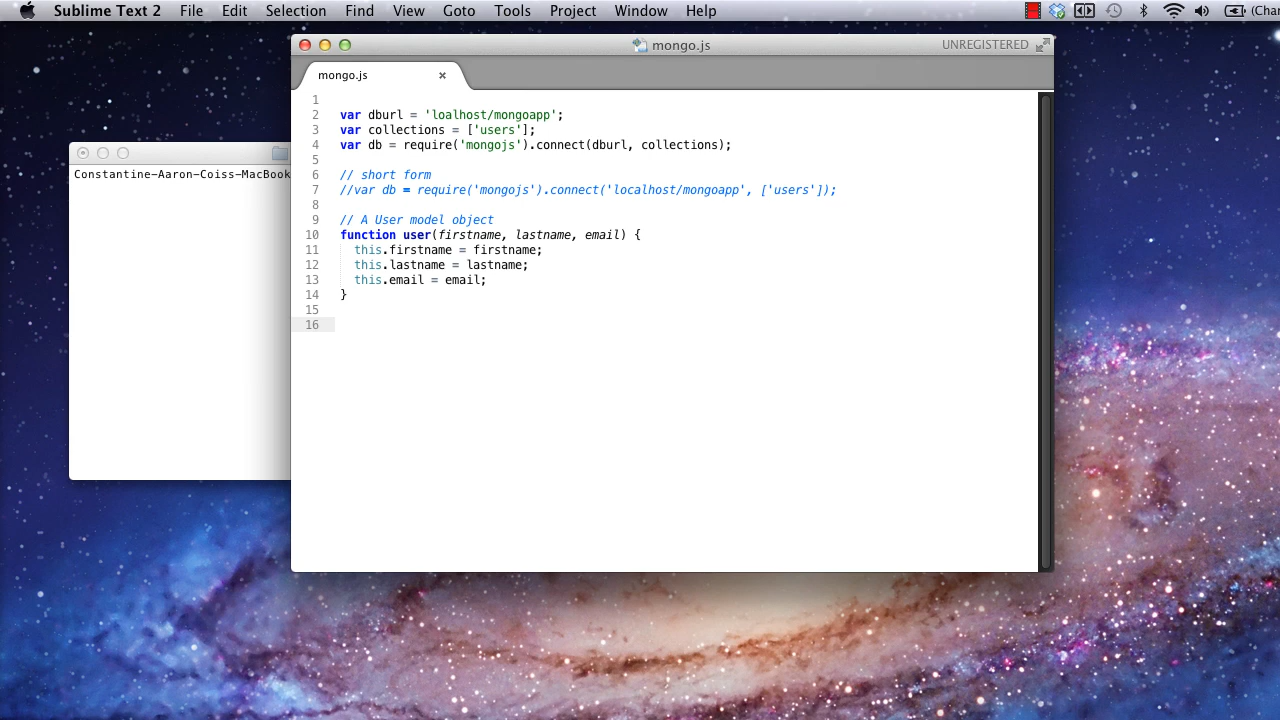 Sublime Text 2 File Edit Selection Find View Goto Tools Project Window Help (Char
mongo.js
UNREGISTERED
mongo.js
Constantine-Aaron-Coiss-MacBook
1
2 var dburl = 'loalhost/mongoapp';
3 var collections = ['users'];
4 var db = require('mongojs').connect(dburl, collections);
5
6 // short form
7 //var db = require('mongojs').connect('localhost/mongoapp', ['users']);
8
9 // A User model object
10 function user(firstname, lastname, email) {
11 this.firstname = firstname;
12 this.lastname = lastname;
13 this.email = email;
14 }
15
16